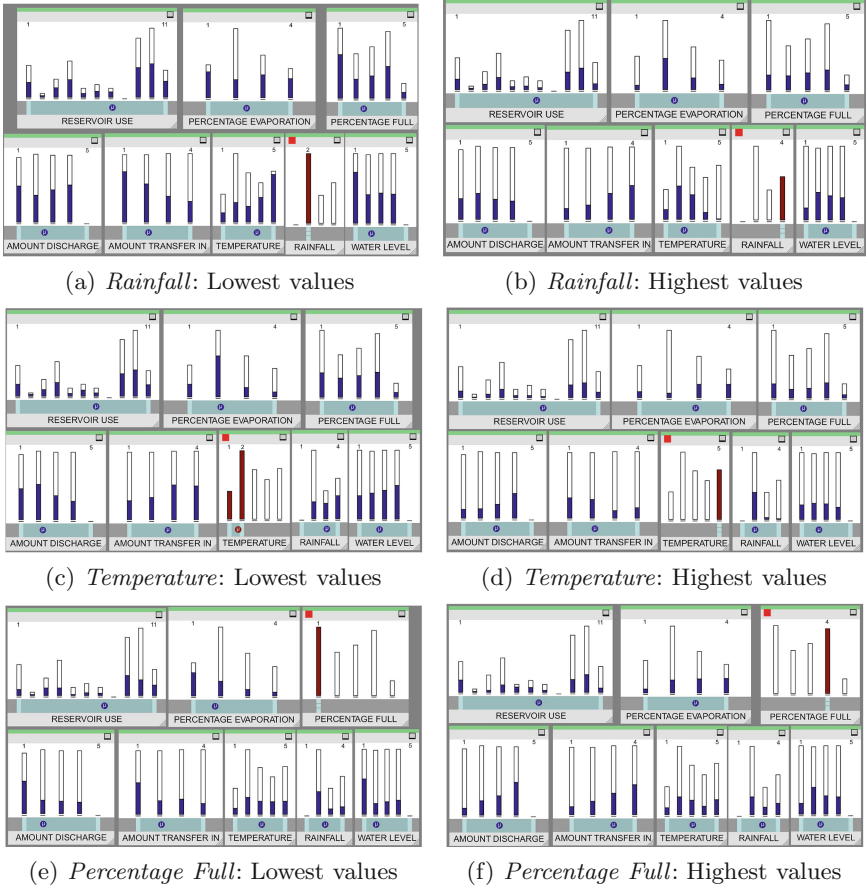 1 11 1 4 1 5
RESERVOIR USE PERCENTAGE EVAPORATION PERCENTAGE FULL
1 5 1 4 1 5 2 1 5
AMOUNT DISCHARGE AMOUNT TRANSFER IN TEMPERATURE RAINFALL WATER LEVEL
(a) Rainfall: Lowest values
1 11 1 4 1 5
RESERVOIR USE PERCENTAGE EVAPORATION PERCENTAGE FULL
1 5 1 4 1 5 4 1 5
AMOUNT DISCHARGE AMOUNT TRANSFER IN TEMPERATURE RAINFALL WATER LEVEL
(b) Rainfall: Highest values
1 11 1 4 1 5
RESERVOIR USE PERCENTAGE EVAPORATION PERCENTAGE FULL
1 5 1 4 1 2 1 4 1 5
AMOUNT DISCHARGE AMOUNT TRANSFER IN TEMPERATURE RAINFALL WATER LEVEL
(c) Temperature: Lowest values
1 11 1 4 1 5
RESERVOIR USE PERCENTAGE EVAPORATION PERCENTAGE FULL
1 5 1 4 5 1 4 1 5
AMOUNT DISCHARGE AMOUNT TRANSFER IN TEMPERATURE RAINFALL WATER LEVEL
(d) Temperature: Highest values
1 11 1 4 1
RESERVOIR USE PERCENTAGE EVAPORATION PERCENTAGE FULL
1 5 1 4 1 5 1 4 1 5
AMOUNT DISCHARGE AMOUNT TRANSFER IN TEMPERATURE RAINFALL WATER LEVEL
(e) Percentage Full: Lowest values
1 11 1 4 4
RESERVOIR USE PERCENTAGE EVAPORATION PERCENTAGE FULL
1 5 1 4 1 5 1 4 1 5
AMOUNT DISCHARGE AMOUNT TRANSFER IN TEMPERATURE RAINFALL WATER LEVEL
(f) Percentage Full: Highest values